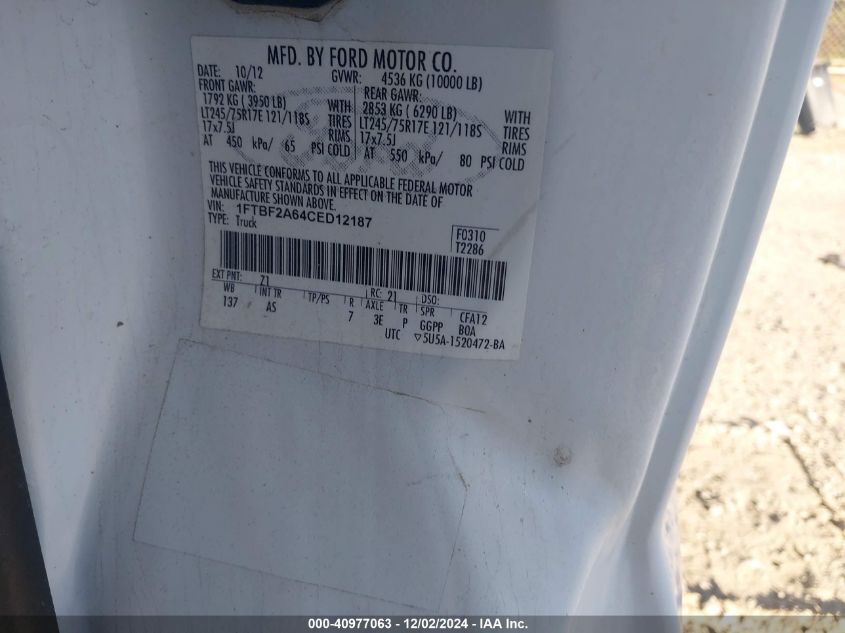 MFD. BY FORD MOTOR CO.
DATE: 10/12 GVWR: 4536 KG (10000 LB)
FRONT GAWR: REAR GAWR:
1792 KG ( 3950 LB) WITH 2853 KG ( 6290 LB) WITH
LT245/75R17E 121/118S TIRES LT245/75R17E 121/118S TIRES
17x7.5J RIMS 17x7.5J RIMS
AT 450 kPa/ 65 PSI COLD AT 550 kPa/ 80 PSI COLD
THIS VEHICLE CONFORMS TO ALL APPLICABLE FEDERAL MOTOR
VEHICLE SAFETY STANDARDS IN EFFECT ON THE DATE OF
MANUFACTURE SHOWN ABOVE.
VIN: 1FTBF2A64CED12187
TYPE: Truck
F0310
T2286
EXT PNT: Z1 RC: 21 DSO:
WB INT TR TP/PS R AXLE TR SPR CFA12
137 AS 7 3E P GGPP BOA
UTC ▽5U5A-1520472-BA
000-40977063 - 12/02/2024 - IAA Inc.